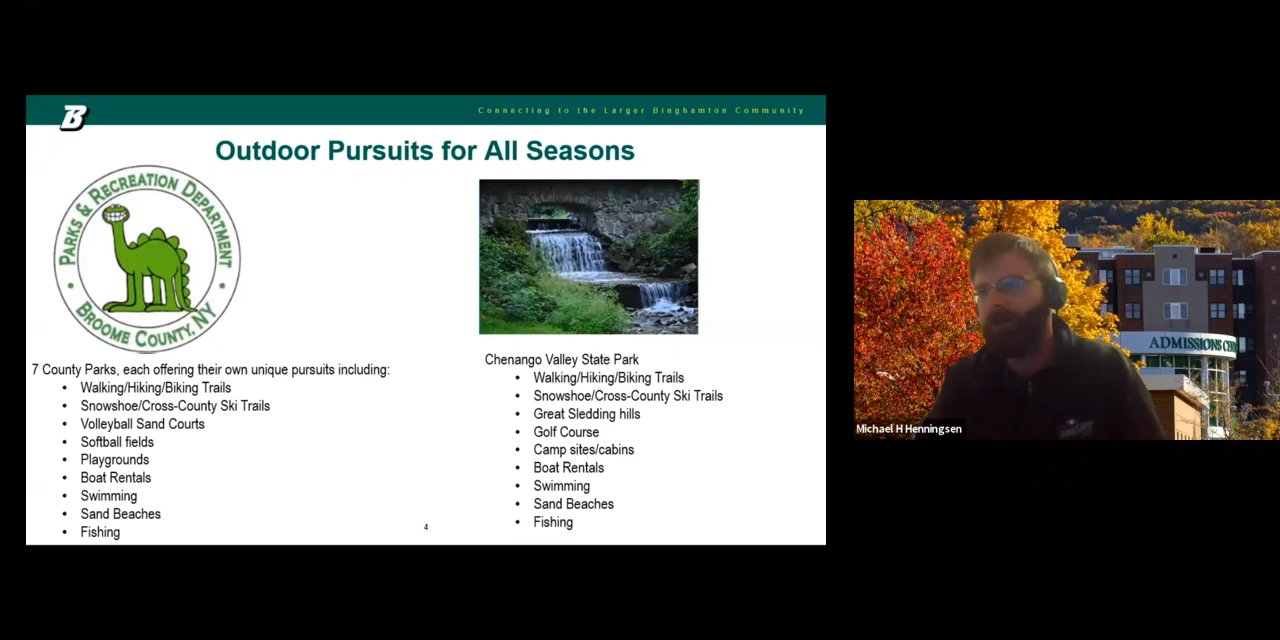 B
Connecting to the Larger Binghamton Community
Outdoor Pursuits for All Seasons
PARKS & RECREATION DEPARTMENT
BROOME COUNTY, NY
7 County Parks, each offering their own unique pursuits including:
• Walking/Hiking/Biking Trails
• Snowshoe/Cross-County Ski Trails
• Volleyball Sand Courts
• Softball fields
• Playgrounds
• Boat Rentals
• Swimming
• Sand Beaches
• Fishing
Chenango Valley State Park
• Walking/Hiking/Biking Trails
• Snowshoe/Cross-County Ski Trails
• Great Sledding hills
• Golf Course
• Camp sites/cabins
• Boat Rentals
• Swimming
• Sand Beaches
• Fishing
4
ADMISSIONS
Michael H Henningsen